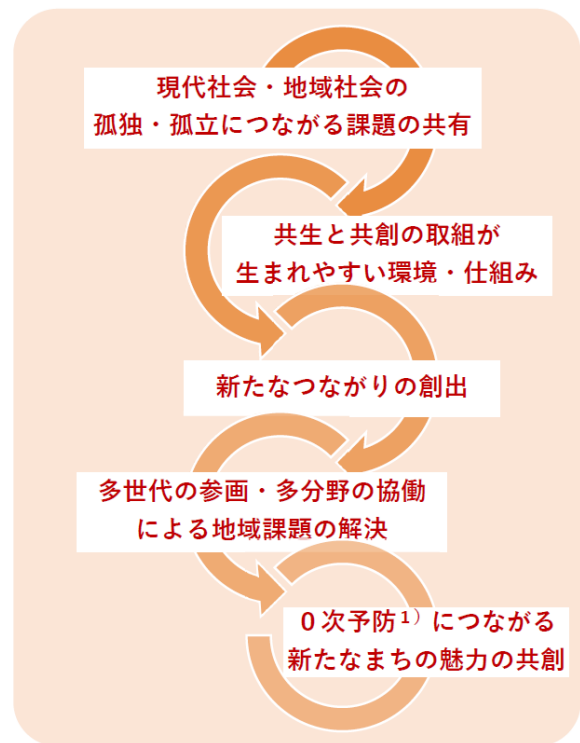 現代社会・地域社会の
孤独・孤立につながる課題の共有
共生と共創の取組が
生まれやすい環境・仕組み
新たなつながりの創出
多世代の参画・多分野の協働
による地域課題の解決
０次予防1）につながる
新たなまちの魅力の共創